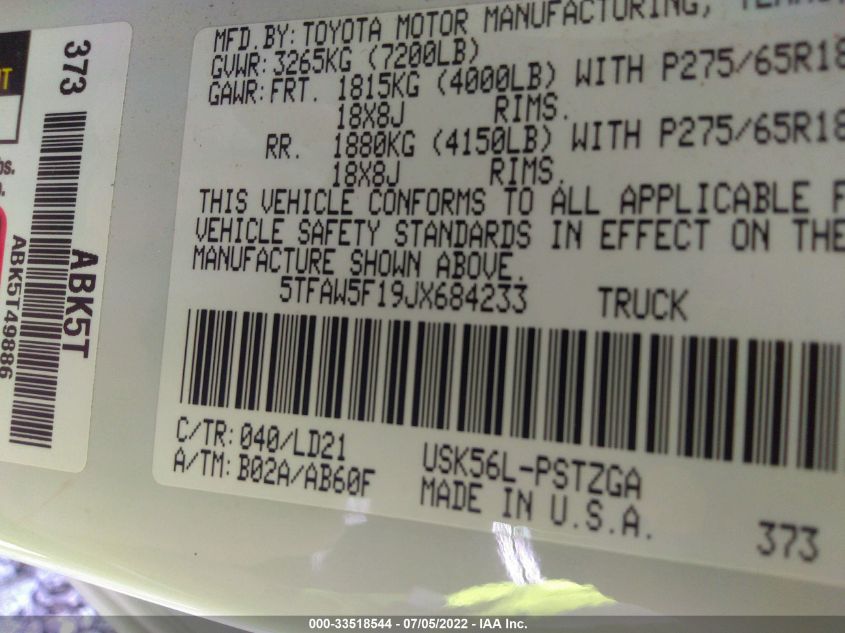 MFD.BY: TOYOTA MOTOR MANUFACTURING,
GVWR: 3265KG (7200LB)
GAWR: FRT. 1815KG (4000LB) WITH P275/65R18
18X8J RIMS.
RR. 1880KG (4150LB) WITH P275/65R18
18X8J RIMS.
THIS VEHICLE CONFORMS TO ALL APPLICABLE F
VEHICLE SAFETY STANDARDS IN EFFECT ON THE
MANUFACTURE SHOWN ABOVE.
5TFAW5F19JX684233 TRUCK
C/TR: 040/LD21
A/TM: B02A/AB60F
USK56L-PSTZGA
MADE IN U.S.A.
373
373
ABK5T
ABK5T49886
000-33518544 - 07/05/2022 - IAA Inc.